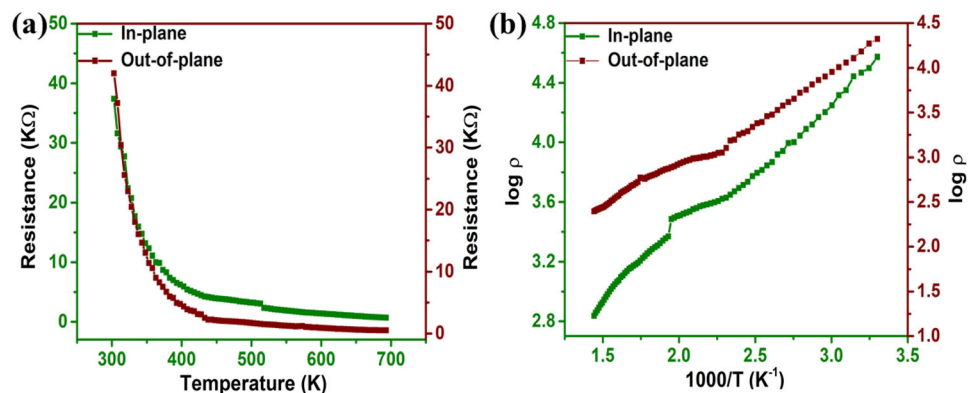 (a)
In-plane
Out-of-plane
Resistance (KΩ)
50
40
30
20
10
0
50
40
30
20
10
0
Resistance (KΩ)
300 400 500 600 700
Temperature (K)
(b)
In-plane
Out-of-plane
log ρ
4.8
4.4
4.0
3.6
3.2
2.8
4.5
4.0
3.5
3.0
2.5
2.0
1.5
1.0
log ρ
1.5 2.0 2.5 3.0 3.5
1000/T (K⁻¹)